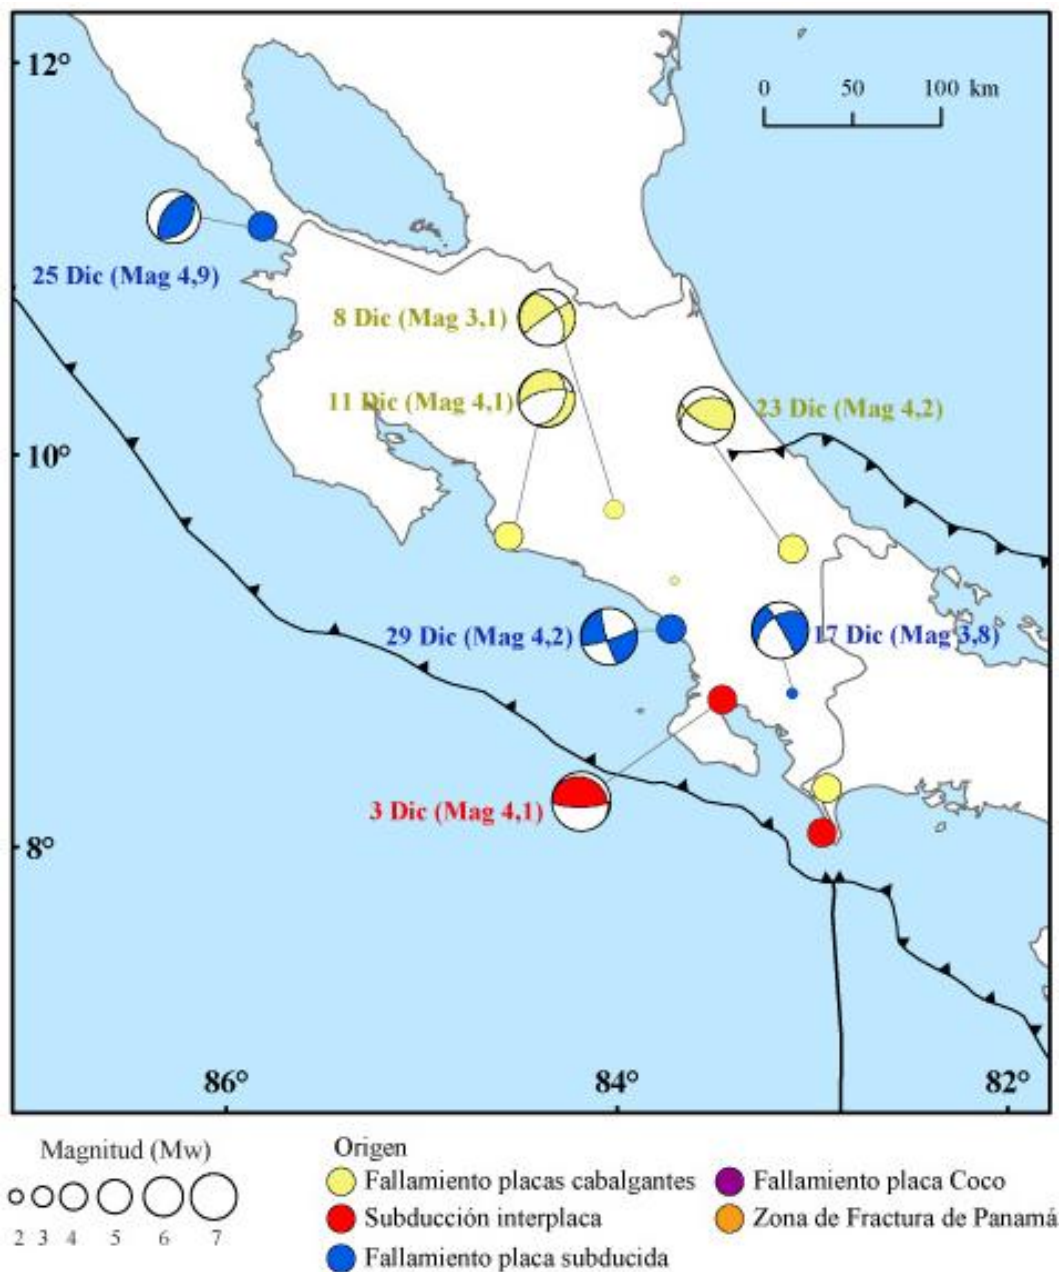 12°
0 50 100 km
25 Dic (Mag 4,9)
8 Dic (Mag 3,1)
11 Dic (Mag 4,1)
23 Dic (Mag 4,2)
10°
29 Dic (Mag 4,2)
17 Dic (Mag 3,8)
3 Dic (Mag 4,1)
8°
86° 84° 82°
Magnitud (Mw)
2 3 4 5 6 7
Origen
Fallamiento placas cabalgantes
Subducción interplaca
Fallamiento placa subducida
Fallamiento placa Coco
Zona de Fractura de Panamá